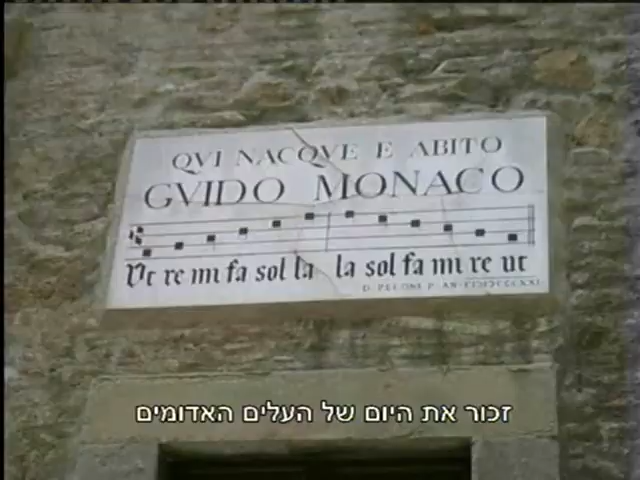 QVI NACQVE E ABITO
GVIDO MONACO
Vt re mi fa sol la la sol fa mi re ut
זכור את היום של העלים האדומים